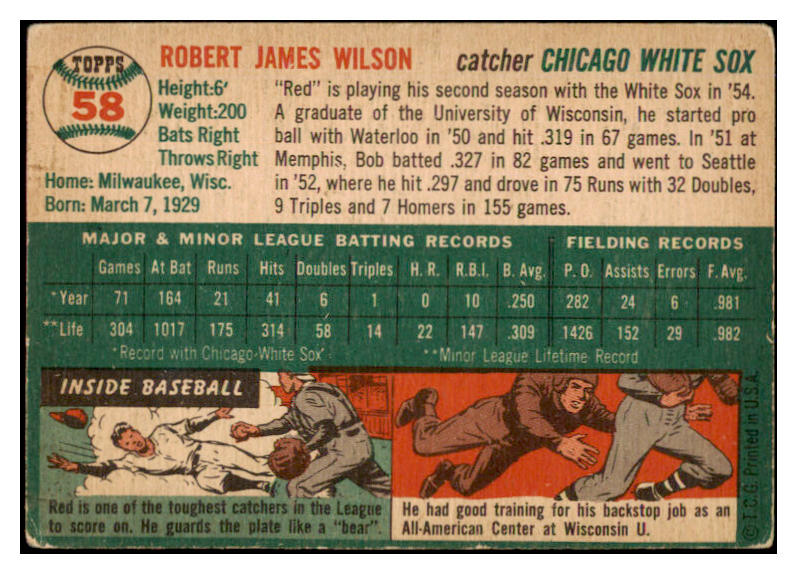 TOPPS
58
ROBERT JAMES WILSON catcher CHICAGO WHITE SOX
Height:6'
Weight:200
Bats Right
Throws Right
Home: Milwaukee, Wisc.
Born: March 7, 1929
"Red" is playing his second season with the White Sox in '54.
A graduate of the University of Wisconsin, he started pro
ball with Waterloo in '50 and hit .319 in 67 games. In '51 at
Memphis, Bob batted .327 in 82 games and went to Seattle
in '52, where he hit .297 and drove in 75 Runs with 32 Doubles,
9 Triples and 7 Homers in 155 games.
MAJOR & MINOR LEAGUE BATTING RECORDS FIELDING RECORDS
Games At Bat Runs Hits Doubles Triples H. R. R.B.I. B. Avg. P. O. Assists Errors F. Avg.
*Year 71 164 21 41 6 1 0 10 .250 282 24 6 .981
**Life 304 1017 175 314 58 14 22 147 .309 1426 152 29 .982
*Record with Chicago-White Sox **Minor League Lifetime Record
INSIDE BASEBALL
Red is one of the toughest catchers in the League
to score on. He guards the plate like a "bear".
He had good training for his backstop job as an
All-American Center at Wisconsin U.
© T.C.G. Printed in U.S.A.